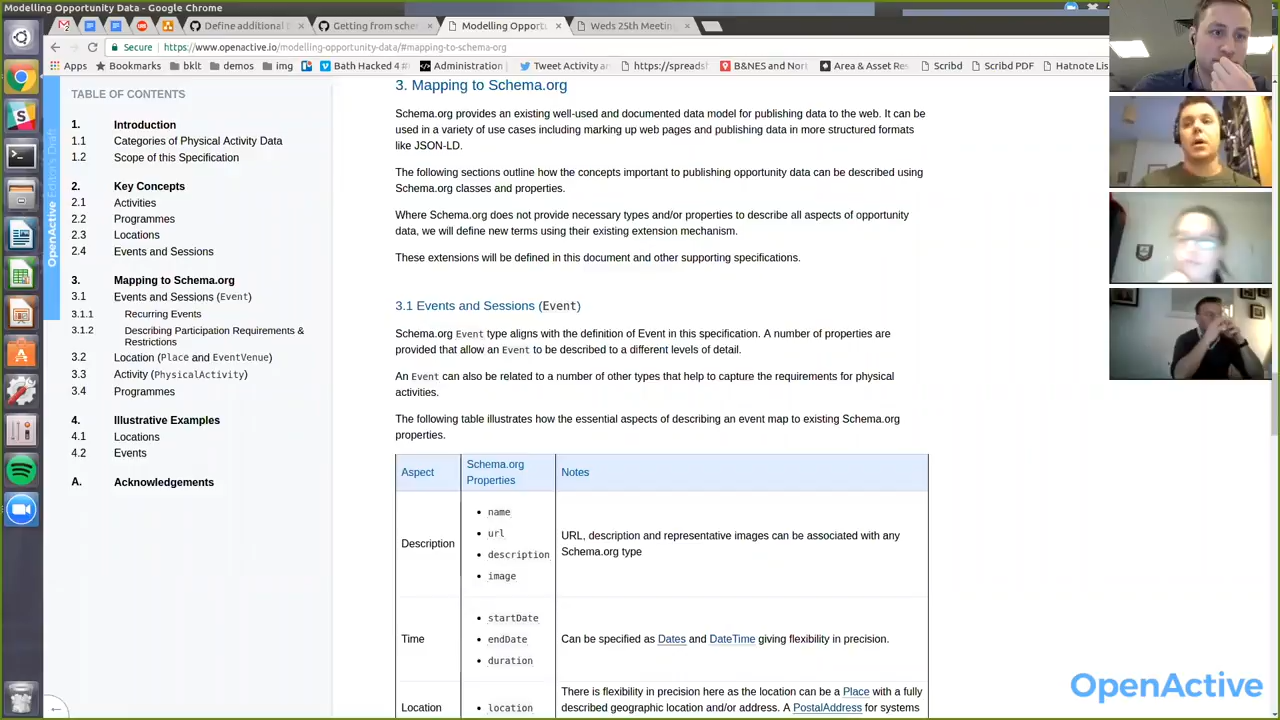 Modelling Opportunity Data - Google Chrome
Define additional
Getting from scher
Modelling Opportu
Weds 25th Meeting
Secure
https://www.openactive.io/modelling-opportunity-data/#mapping-to-schema-org
Apps
Bookmarks
bklt
demos
img
Bath Hacked 4
Administration
Tweet Activity an
https://spreadsh
B&NES and Nort
Area & Asset Res
Scribd
Scribd PDF
Hatnote List
OpenActive Editor's Draft
TABLE OF CONTENTS
1. Introduction
1.1 Categories of Physical Activity Data
1.2 Scope of this Specification
2. Key Concepts
2.1 Activities
2.2 Programmes
2.3 Locations
2.4 Events and Sessions
3. Mapping to Schema.org
3.1 Events and Sessions (Event)
3.1.1 Recurring Events
3.1.2 Describing Participation Requirements &
Restrictions
3.2 Location (Place and EventVenue)
3.3 Activity (PhysicalActivity)
3.4 Programmes
4. Illustrative Examples
4.1 Locations
4.2 Events
A. Acknowledgements
3. Mapping to Schema.org
Schema.org provides an existing well-used and documented data model for publishing data to the web. It can be
used in a variety of use cases including marking up web pages and publishing data in more structured formats
like JSON-LD.
The following sections outline how the concepts important to publishing opportunity data can be described using
Schema.org classes and properties.
Where Schema.org does not provide necessary types and/or properties to describe all aspects of opportunity
data, we will define new terms using their existing extension mechanism.
These extensions will be defined in this document and other supporting specifications.
3.1 Events and Sessions (Event)
Schema.org Event type aligns with the definition of Event in this specification. A number of properties are
provided that allow an Event to be described to a different levels of detail.
An Event can also be related to a number of other types that help to capture the requirements for physical
activities.
The following table illustrates how the essential aspects of describing an event map to existing Schema.org
properties.
Aspect
Schema.org
Properties
Notes
Description
name
url
description
image
URL, description and representative images can be associated with any
Schema.org type
Time
startDate
endDate
duration
Can be specified as Dates and DateTime giving flexibility in precision.
Location
location
There is flexibility in precision here as the location can be a Place with a fully
described geographic location and/or address. A PostalAddress for systems
OpenActive